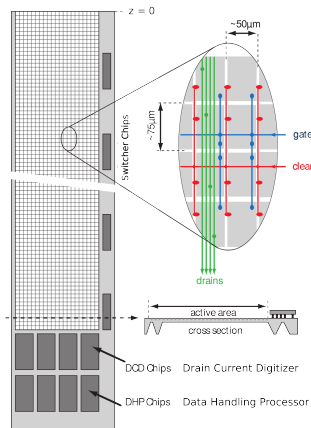 z = 0
~50μm
~75μm
Switcher Chips
gate
clear
drains
active area
cross section
DCD Chips Drain Current Digitizer
DHP Chips Data Handling Processor